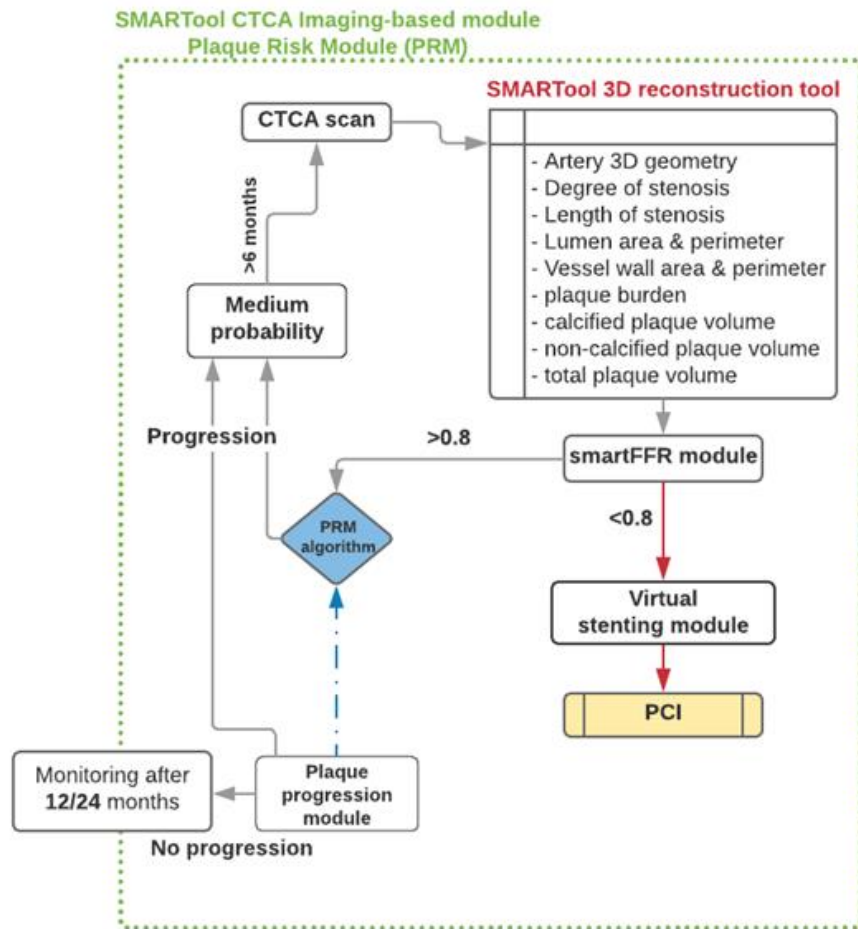 SMARTool CTCA Imaging-based module
Plaque Risk Module (PRM)
SMARTool 3D reconstruction tool
CTCA scan
- Artery 3D geometry
- Degree of stenosis
- Length of stenosis
- Lumen area & perimeter
- Vessel wall area & perimeter
- plaque burden
- calcified plaque volume
- non-calcified plaque volume
- total plaque volume
>6 months
Medium
probability
Progression
>0.8
smartFFR module
<0.8
PRM
algorithm
Virtual
stenting module
PCI
Monitoring after
12/24 months
Plaque
progression
module
No progression